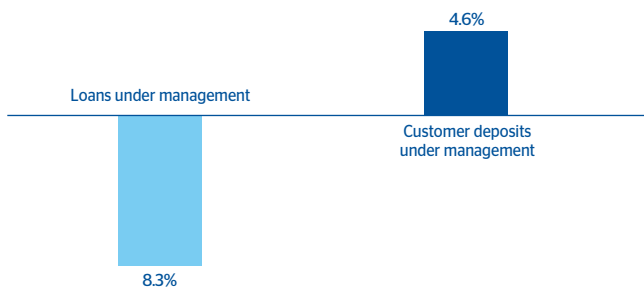 4.6%
Loans under management
Customer deposits
under management
8.3%